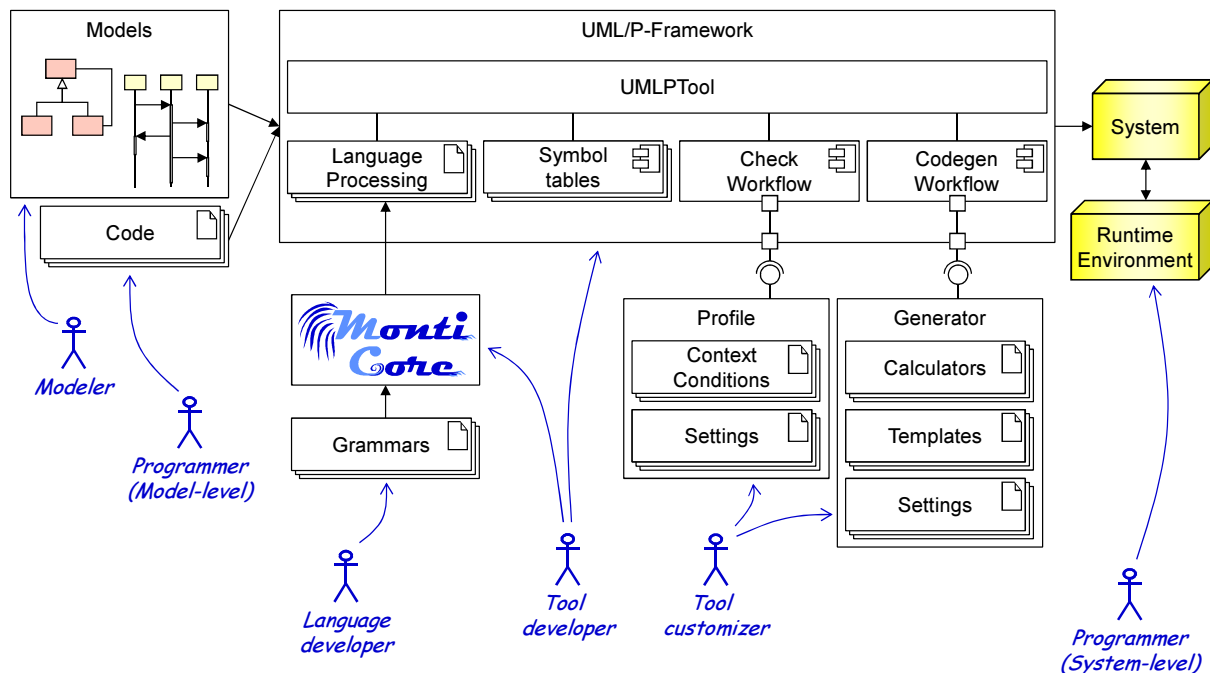 Models
UML/P-Framework
UMLPTool
System
Language
Processing
Symbol
tables
Check
Workflow
Codegen
Workflow
Code
Runtime
Environment
Monti
Core
Profile
Generator
Context
Conditions
Calculators
Modeler
Grammars
Settings
Templates
Programmer
(Model-level)
Settings
Language
developer
Tool
developer
Tool
customizer
Programmer
(System-level)